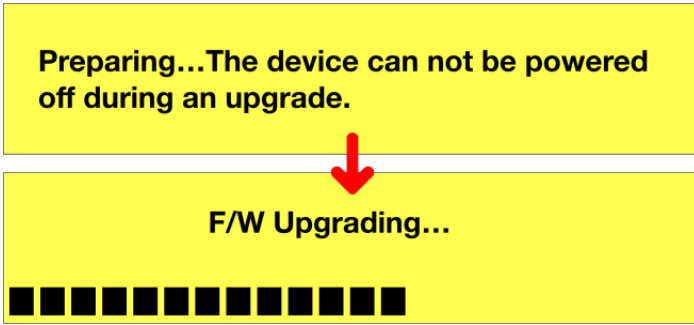 Preparing...The device can not be powered
off during an upgrade.
F/W Upgrading...